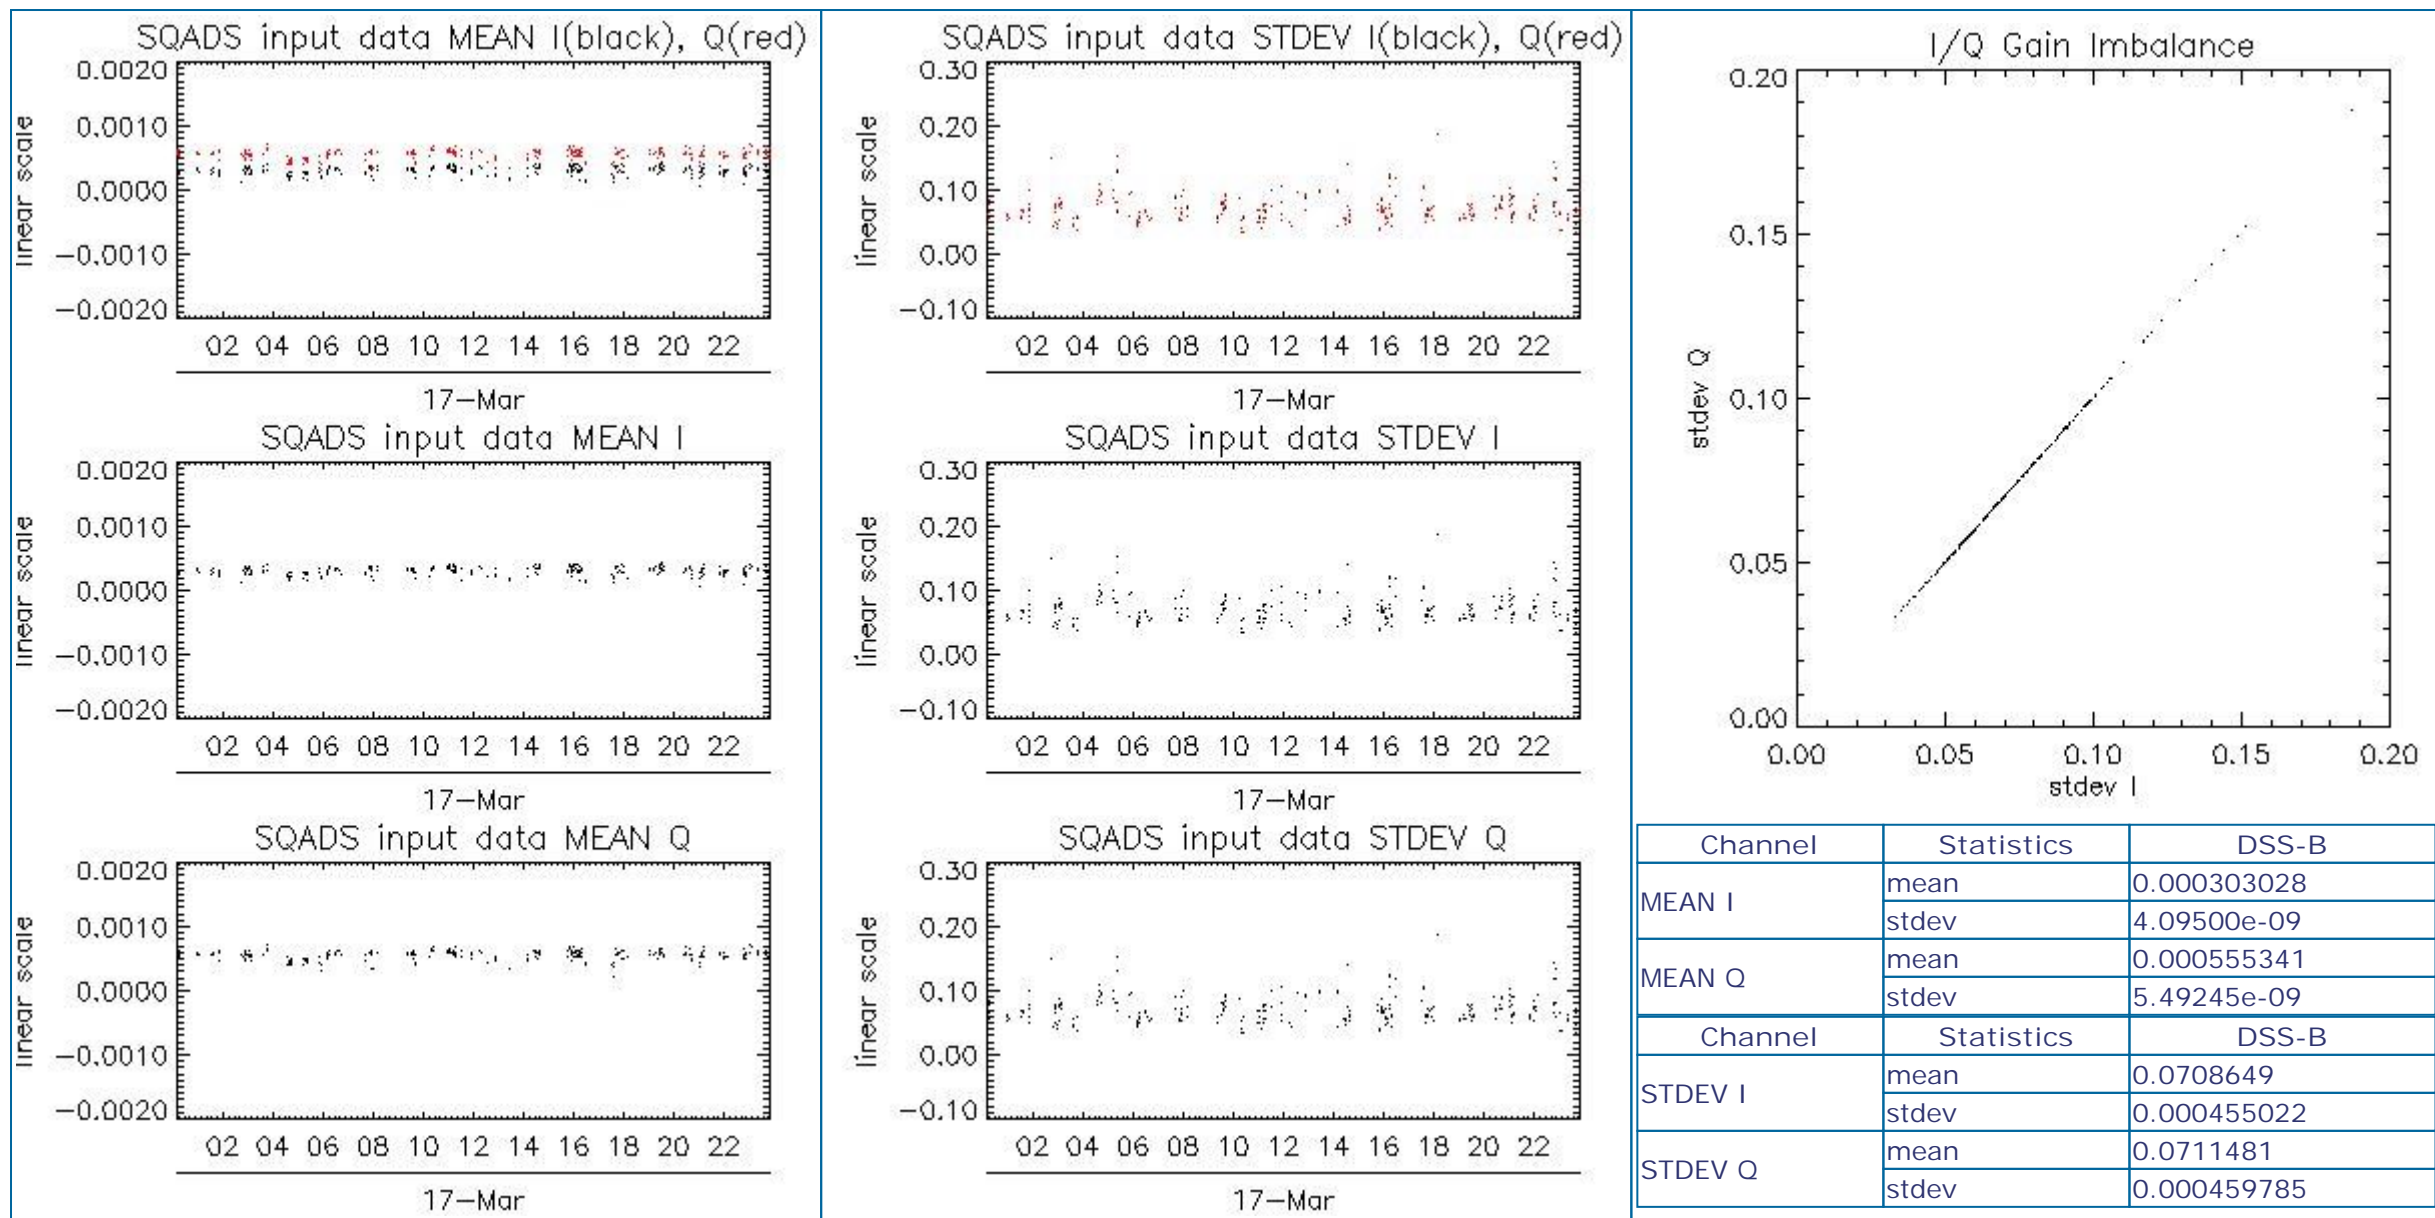 SQADS input data MEAN I(black), Q(red)
linear scale
0.0020
0.0010
0.0000
−0.0010
−0.0020
02 04 06 08 10 12 14 16 18 20 22
17−Mar
SQADS input data MEAN I
linear scale
0.0020
0.0010
0.0000
−0.0010
−0.0020
02 04 06 08 10 12 14 16 18 20 22
17−Mar
SQADS input data MEAN Q
linear scale
0.0020
0.0010
0.0000
−0.0010
−0.0020
02 04 06 08 10 12 14 16 18 20 22
17−Mar
SQADS input data STDEV I(black), Q(red)
linear scale
0.30
0.20
0.10
0.00
−0.10
02 04 06 08 10 12 14 16 18 20 22
17−Mar
SQADS input data STDEV I
linear scale
0.30
0.20
0.10
0.00
−0.10
02 04 06 08 10 12 14 16 18 20 22
17−Mar
SQADS input data STDEV Q
linear scale
0.30
0.20
0.10
0.00
−0.10
02 04 06 08 10 12 14 16 18 20 22
17−Mar
I/Q Gain Imbalance
stdev Q
0.20
0.15
0.10
0.05
0.00
0.00 0.05 0.10 0.15 0.20
stdev I
Channel Statistics DSS-B
MEAN I mean 0.000303028
stdev 4.09500e-09
MEAN Q mean 0.000555341
stdev 5.49245e-09
Channel Statistics DSS-B
STDEV I mean 0.0708649
stdev 0.000455022
STDEV Q mean 0.0711481
stdev 0.000459785